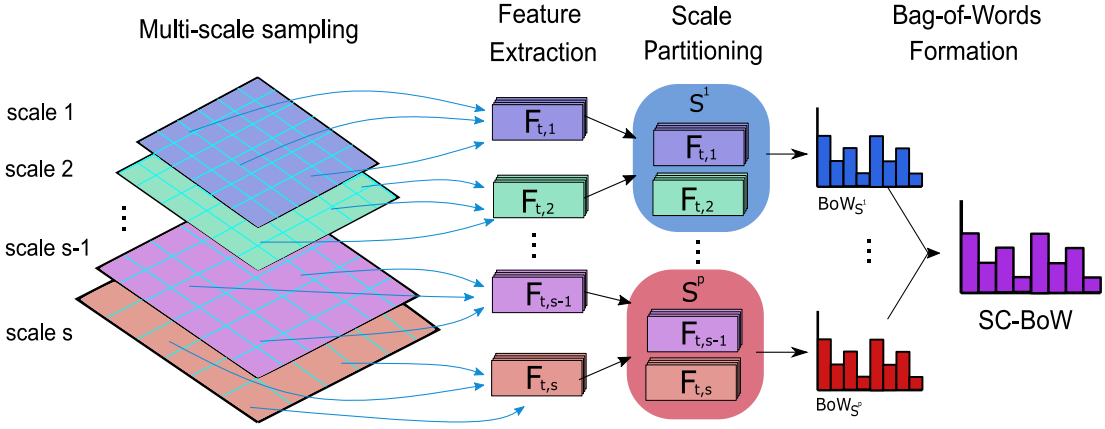 Multi-scale sampling
Feature
Extraction
Scale
Partitioning
Bag-of-Words
Formation
scale 1
scale 2
scale s-1
scale s
F_t,1
F_t,2
F_t,s-1
F_t,s
S^1
F_t,1
F_t,2
S^p
F_t,s-1
F_t,s
BoW_S^1
BoW_S^p
SC-BoW